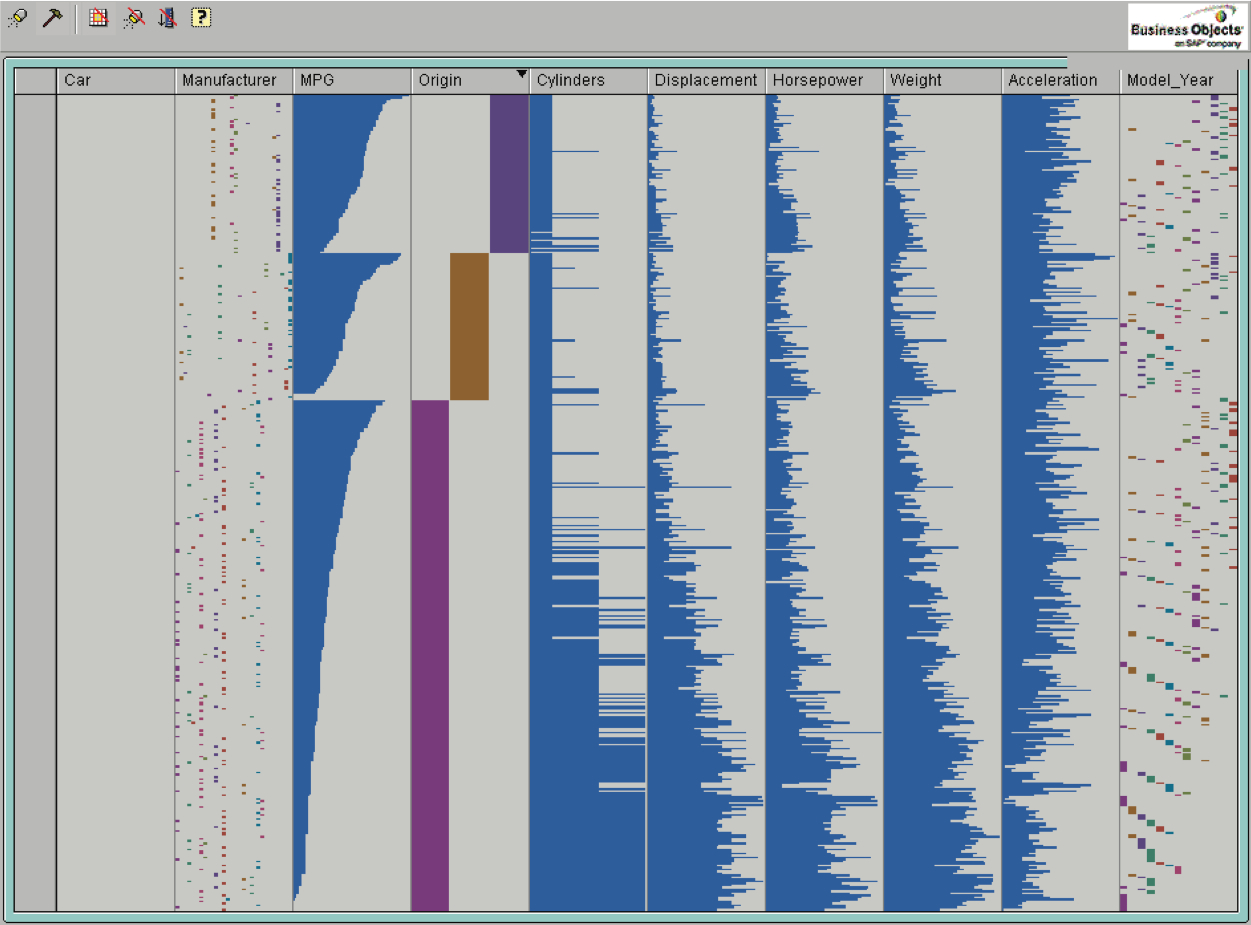 ?
Business Objects
an SAP company
Car
Manufacturer
MPG
Origin
Cylinders
Displacement
Horsepower
Weight
Acceleration
Model_Year